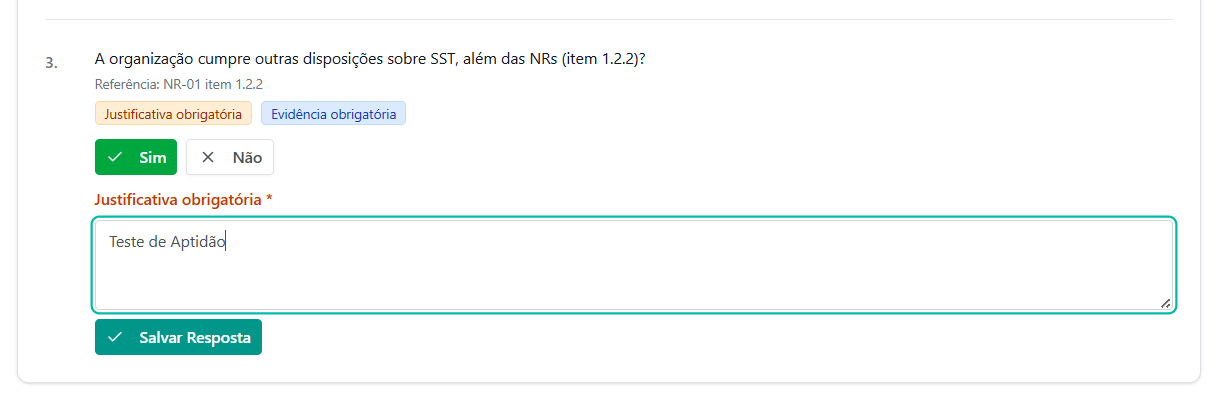 3.
A organização cumpre outras disposições sobre SST, além das NRs (item 1.2.2)?
Referência: NR-01 item 1.2.2
Justificativa obrigatória Evidência obrigatória
Sim Não
Justificativa obrigatória *
Teste de Aptidão
Salvar Resposta